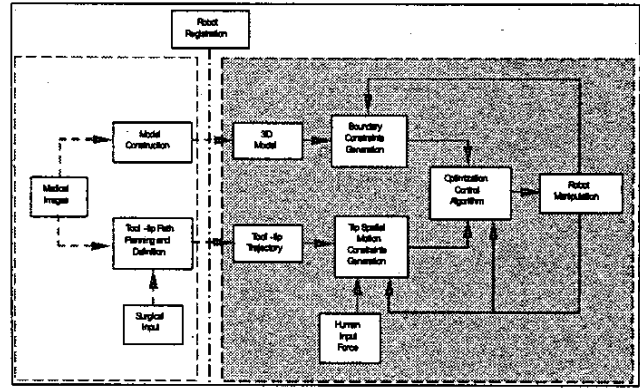 Robot
Registration
Model
Construction
3D
Model
Boundary
Constraints
Generation
Medical
Images
Optimization
Control
Algorithm
Robot
Manipulation
Tool -tip Path
Planning and
Definition
Tool -tip
Trajectory
Tip Spatial
Motion
Constraints
Generation
Surgical
Input
Human
Input
Force